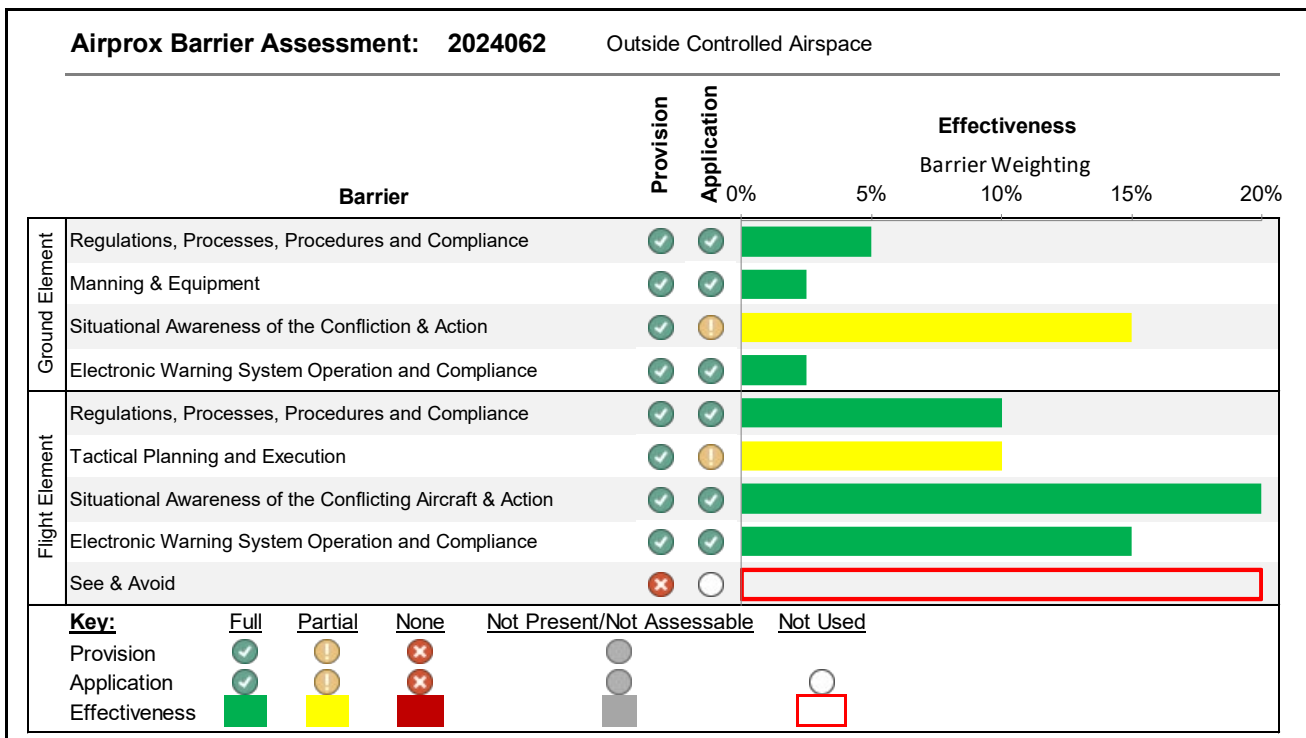 Airprox Barrier Assessment: 2024062 Outside Controlled Airspace
Barrier
Provision
Application
Effectiveness
Barrier Weighting
0% 5% 10% 15% 20%
Ground Element
Regulations, Processes, Procedures and Compliance
Manning & Equipment
Situational Awareness of the Confliction & Action
Electronic Warning System Operation and Compliance
Flight Element
Regulations, Processes, Procedures and Compliance
Tactical Planning and Execution
Situational Awareness of the Conflicting Aircraft & Action
Electronic Warning System Operation and Compliance
See & Avoid
Key: Full Partial None Not Present/Not Assessable Not Used
Provision
Application
Effectiveness